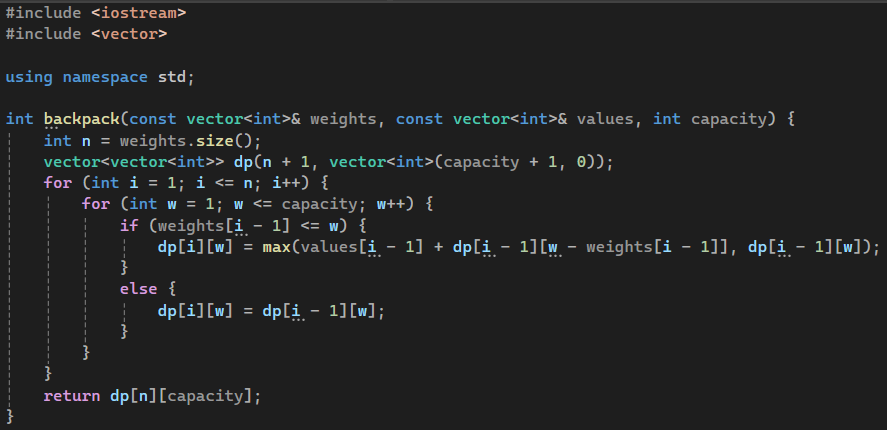 #include <iostream>
#include <vector>
using namespace std;
int backpack(const vector<int>& weights, const vector<int>& values, int capacity) {
int n = weights.size();
vector<vector<int>> dp(n + 1, vector<int>(capacity + 1, 0));
for (int i = 1; i <= n; i++) {
for (int w = 1; w <= capacity; w++) {
if (weights[i - 1] <= w) {
dp[i][w] = max(values[i - 1] + dp[i - 1][w - weights[i - 1]], dp[i - 1][w]);
}
else {
dp[i][w] = dp[i - 1][w];
}
}
}
return dp[n][capacity];
}